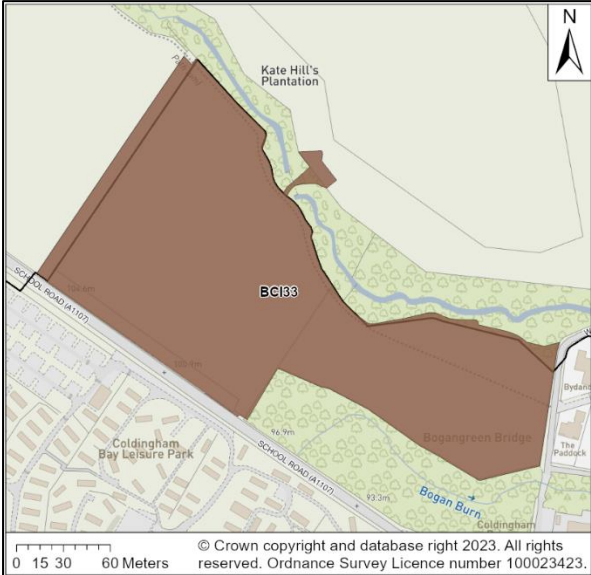 N
Kate Hill's
Plantation
Path
BCI33
SCHOOL ROAD (A1107)
96.9m
Coldingham
Bay Leisure Park
SCHOOL ROAD (A1107)
93.3m
Bogangreen Bridge
Bogan Burn
Coldingham
The
Paddock
0 15 30 60 Meters
© Crown copyright and database right 2023. All rights
reserved. Ordnance Survey Licence number 100023423.